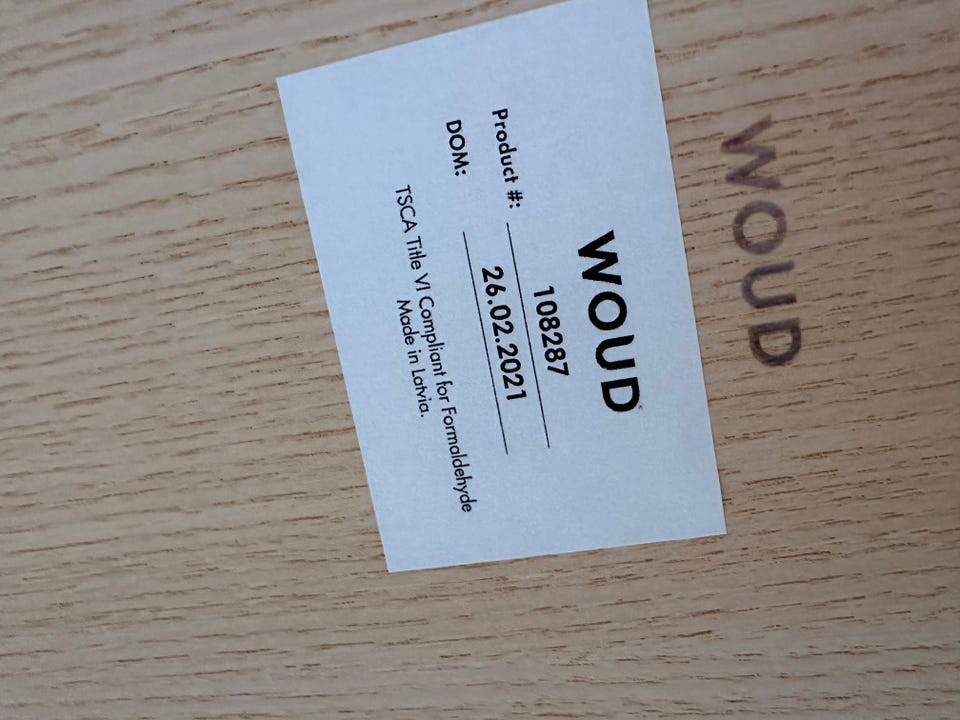 WOUD
WOUD
Product #: 108287
DOM: 26.02.2021
TSCA Title VI Compliant for Formaldehyde
Made in Latvia.